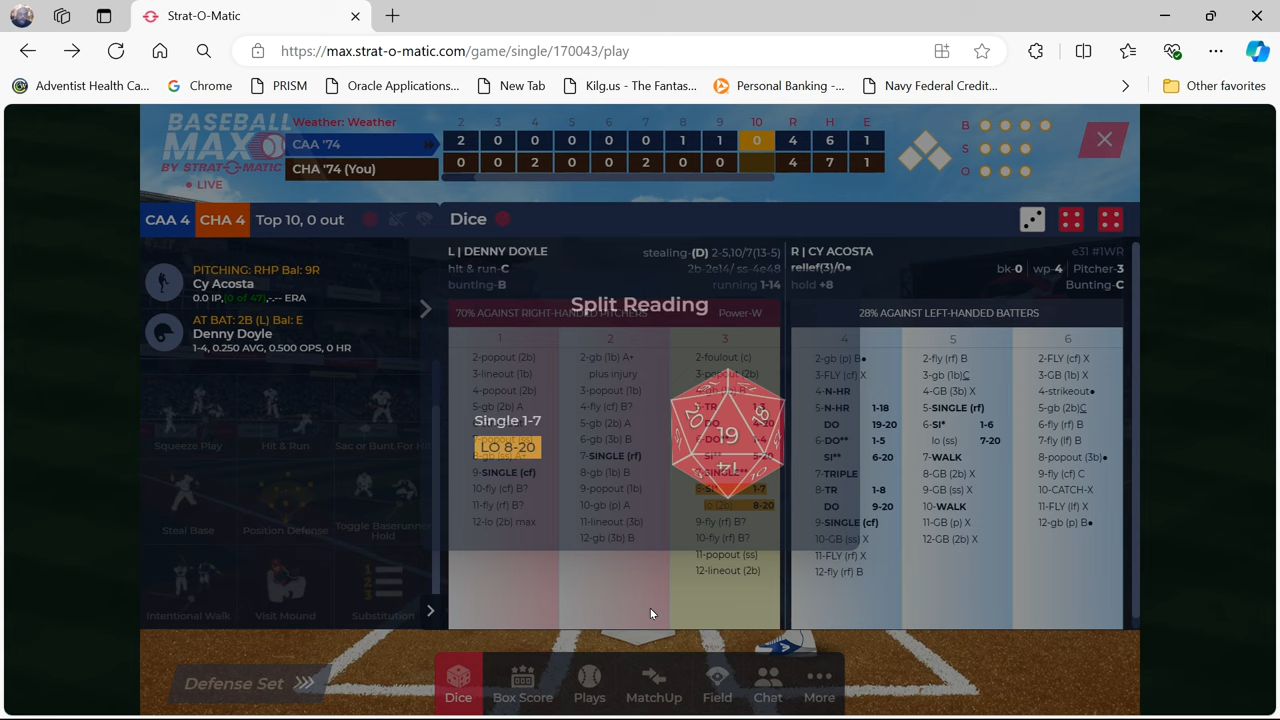 Strat-O-Matic
https://max.strat-o-matic.com/game/single/170043/play
Adventist Health Ca...
Chrome
PRISM
Oracle Applications...
New Tab
Kilg.us - The Fantas...
Personal Banking -...
Navy Federal Credit...
Other favorites
BASEBALL
MAX
BY STRAT-O-MATIC
LIVE
Weather: Weather
2 3 4 5 6 7 8 9 10 R H E
CAA '74 2 0 0 0 0 0 1 1 0 4 6 1
CHA '74 (You) 0 0 2 0 0 2 0 0 4 7 1
B
S
O
CAA 4 CHA 4 Top 10, 0 out
Dice
PITCHING: RHP Bal: 9R
Cy Acosta
0.0 IP,(0 of 47),-.-- ERA
AT BAT: 2B (L) Bal: E
Denny Doyle
1-4, 0.250 AVG, 0.500 OPS, 0 HR
Squeeze Play
Hit & Run
Sac or Bunt For Hit
Steal Base
Position Defense
Toggle Baserunner Hold
Intentional Walk
Visit Mound
Substitution
L | DENNY DOYLE
stealing-(D) 2-5,10/7(13-5)
hit & run-C
2b-2e14/ ss-4e48
bunting-B
running 1-14
70% AGAINST RIGHT-HANDED PITCHERS
Power-W
1
2-popout (2b)
3-lineout (1b)
4-popout (2b)
5-gb (2b) A
7-popout (ss)
8-gb (ss) A+
9-SINGLE (cf)
10-fly (cf) B?
11-fly (rf) B?
12-lo (2b) max
2
2-gb (1b) A+
plus injury
3-popout (1b)
4-fly (cf) B?
5-gb (2b) A
6-gb (3b) B
7-SINGLE (rf)
8-gb (1b) B
9-popout (1b)
10-gb (p) A
11-lineout (3b)
12-gb (3b) B
3
2-foulout (c)
3-popout (2b)
9-fly (rf) B?
10-fly (rf) B?
11-popout (ss)
12-lineout (2b)
Split Reading
Single 1-7
LO 8-20
20
18
19
14
R | CY ACOSTA
e31 #1WR
relief(3)/0
bk-0 wp-4 Pitcher-3
hold +8
Bunting-C
28% AGAINST LEFT-HANDED BATTERS
4
2-gb (p) B●
3-FLY (cf) X
4-N-HR
5-N-HR 1-18
DO 19-20
6-DO** 1-5
SI** 6-20
7-TRIPLE
8-TR 1-8
DO 9-20
9-SINGLE (cf)
10-GB (ss) X
11-FLY (rf) X
12-fly (rf) B
5
2-fly (rf) B
3-gb (1b)C
4-GB (3b) X
5-SINGLE (rf)
6-SI* 1-6
lo (ss) 7-20
7-WALK
8-GB (2b) X
9-GB (ss) X
10-WALK
11-GB (p) X
12-GB (2b) X
6
2-FLY (cf) X
3-GB (1b) X
4-strikeout●
5-gb (2b)C
6-fly (rf) B
7-fly (lf) B
8-popout (3b)●
9-fly (cf) C
10-CATCH-X
11-FLY (lf) X
12-gb (p) B●
Defense Set
Dice
Box Score
Plays
MatchUp
Field
Chat
More